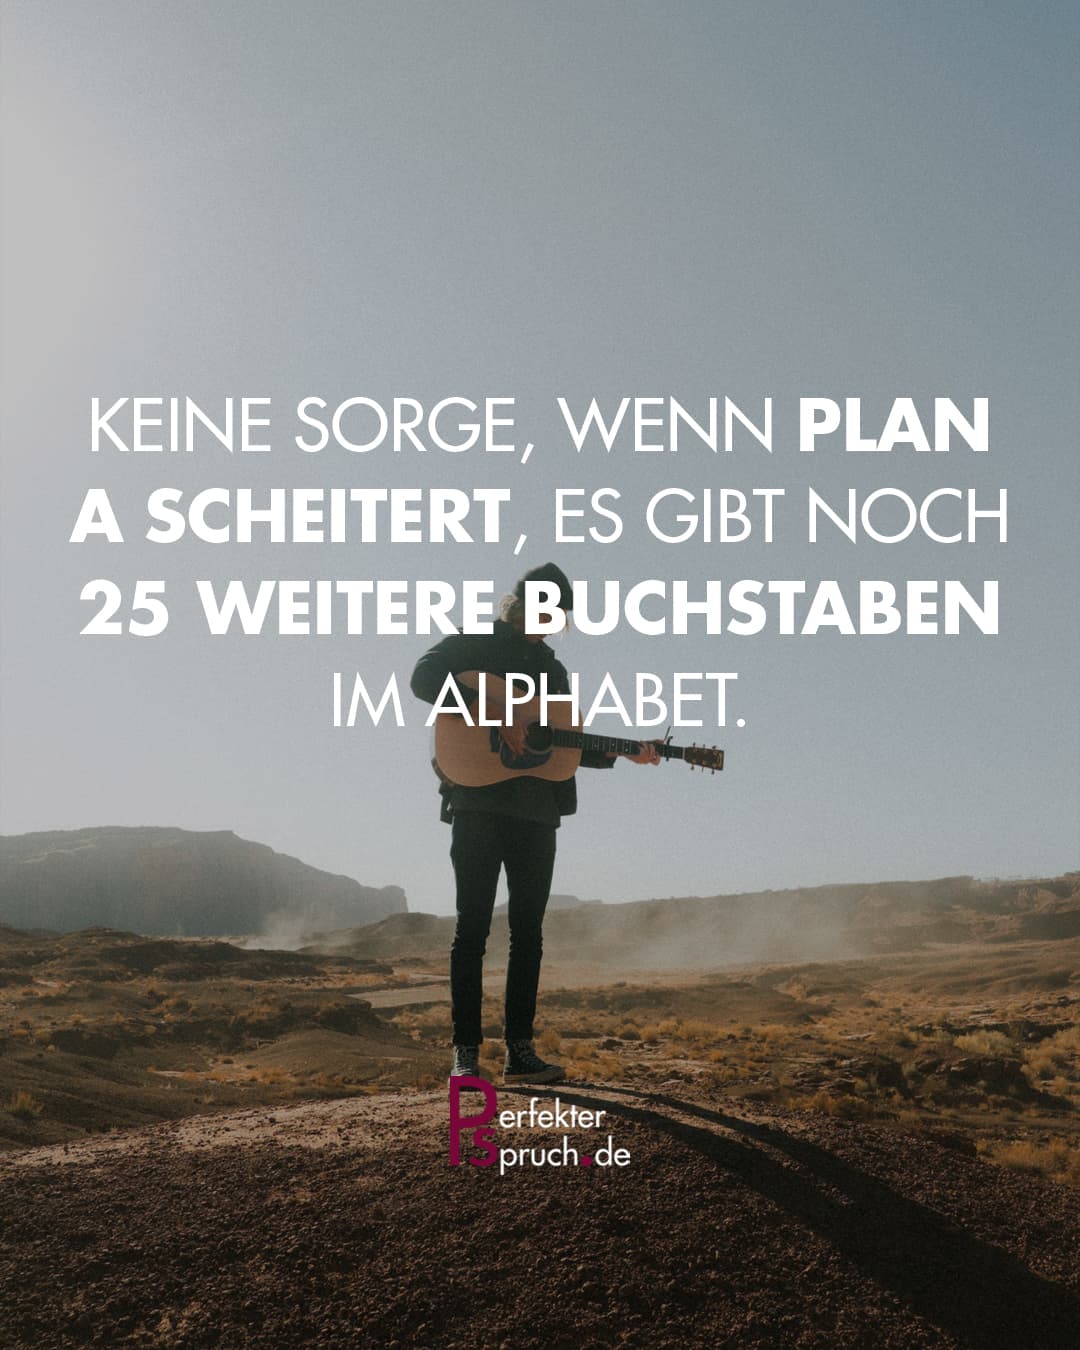 KEINE SORGE, WENN PLAN
A SCHEITERT, ES GIBT NOCH
25 WEITERE BUCHSTABEN
IM ALPHABET.
Perfekter
Spruch.de